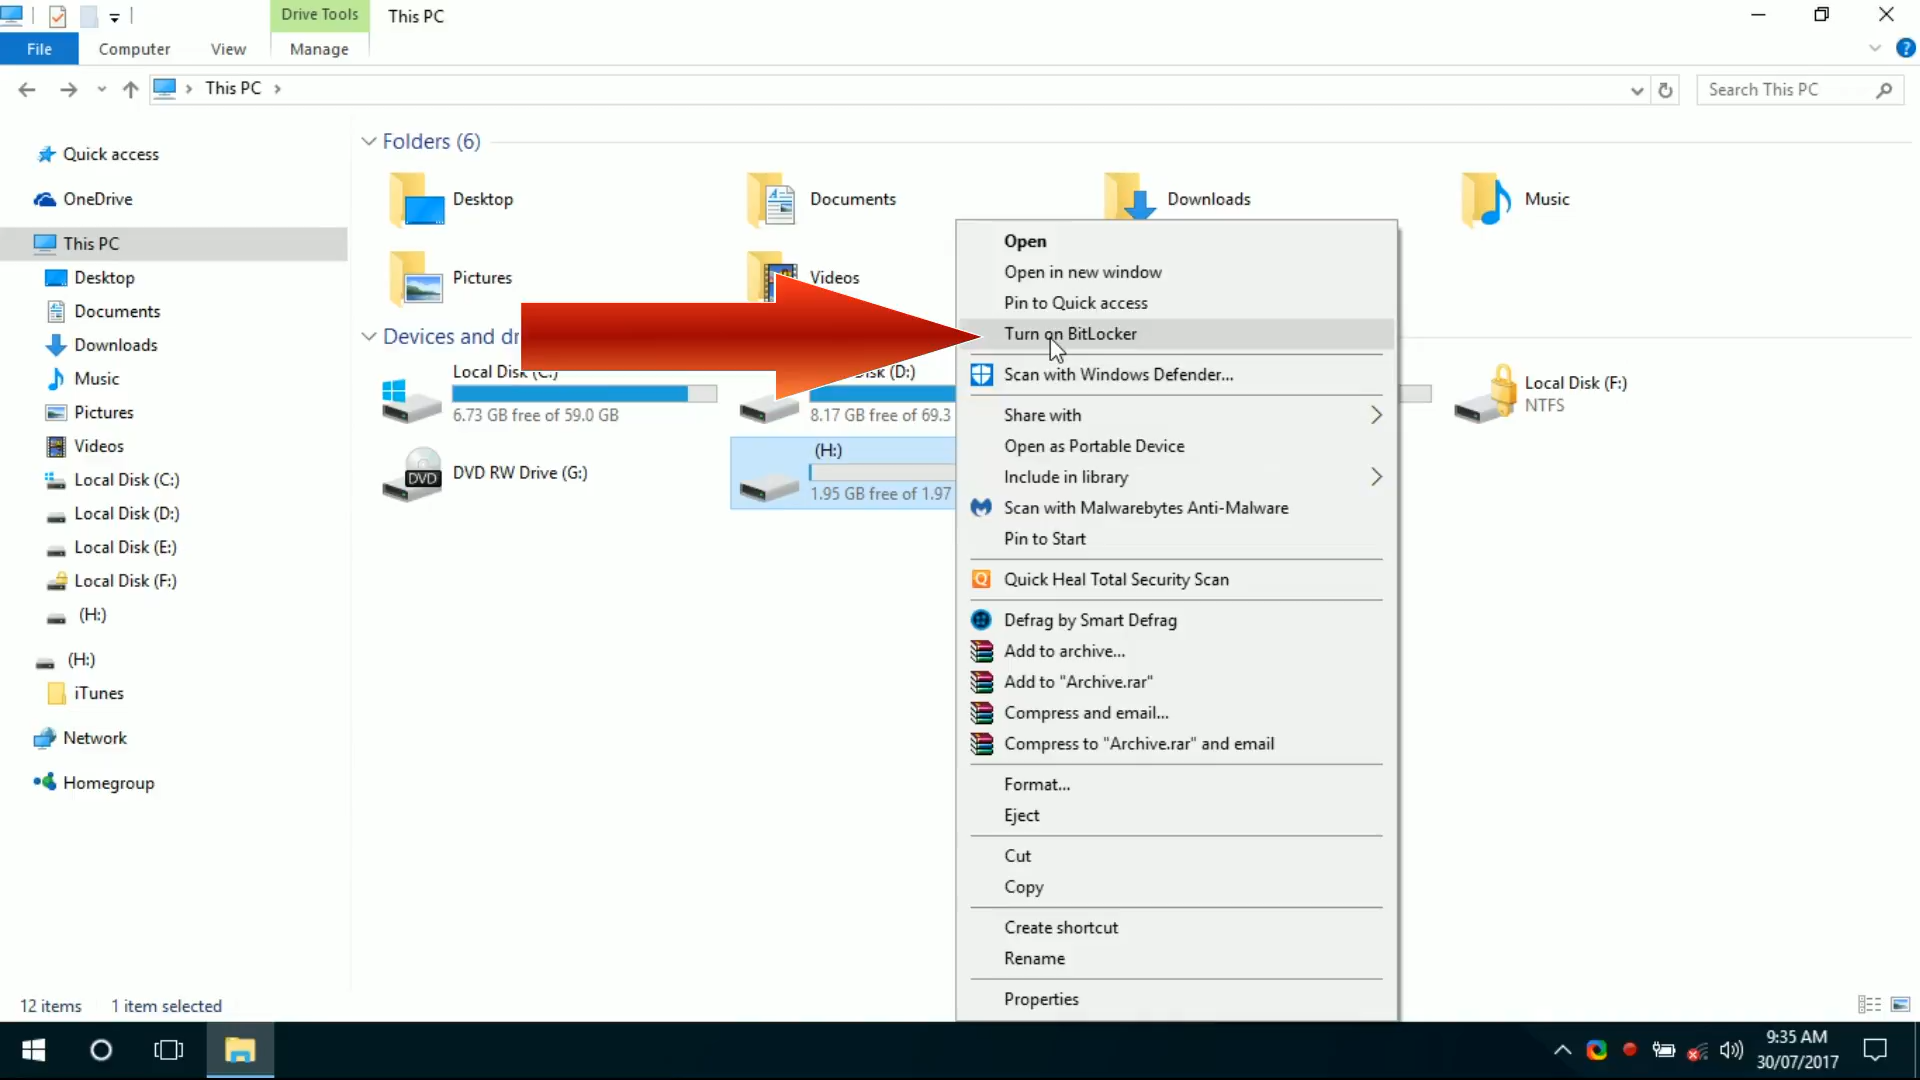 Drive Tools
This PC
File
Computer
View
Manage
This PC
Search This PC
Quick access
OneDrive
This PC
Desktop
Documents
Downloads
Music
Pictures
Videos
Local Disk (C:)
Local Disk (D:)
Local Disk (E:)
Local Disk (F:)
(H:)
(H:)
iTunes
Network
Homegroup
Folders (6)
Desktop
Documents
Downloads
Music
Pictures
Videos
Devices and
Local Disk (C:)
6.73 GB free of 59.0 GB
Disk (D:)
8.17 GB free of 69.3
Local Disk (F:)
NTFS
DVD
DVD RW Drive (G:)
(H:)
1.95 GB free of 1.97
Open
Open in new window
Pin to Quick access
Turn on BitLocker
Scan with Windows Defender...
Share with
Open as Portable Device
Include in library
Scan with Malwarebytes Anti-Malware
Pin to Start
Quick Heal Total Security Scan
Defrag by Smart Defrag
Add to archive...
Add to "Archive.rar"
Compress and email...
Compress to "Archive.rar" and email
Format...
Eject
Cut
Copy
Create shortcut
Rename
Properties
12 items
1 item selected
9:35 AM
30/07/2017